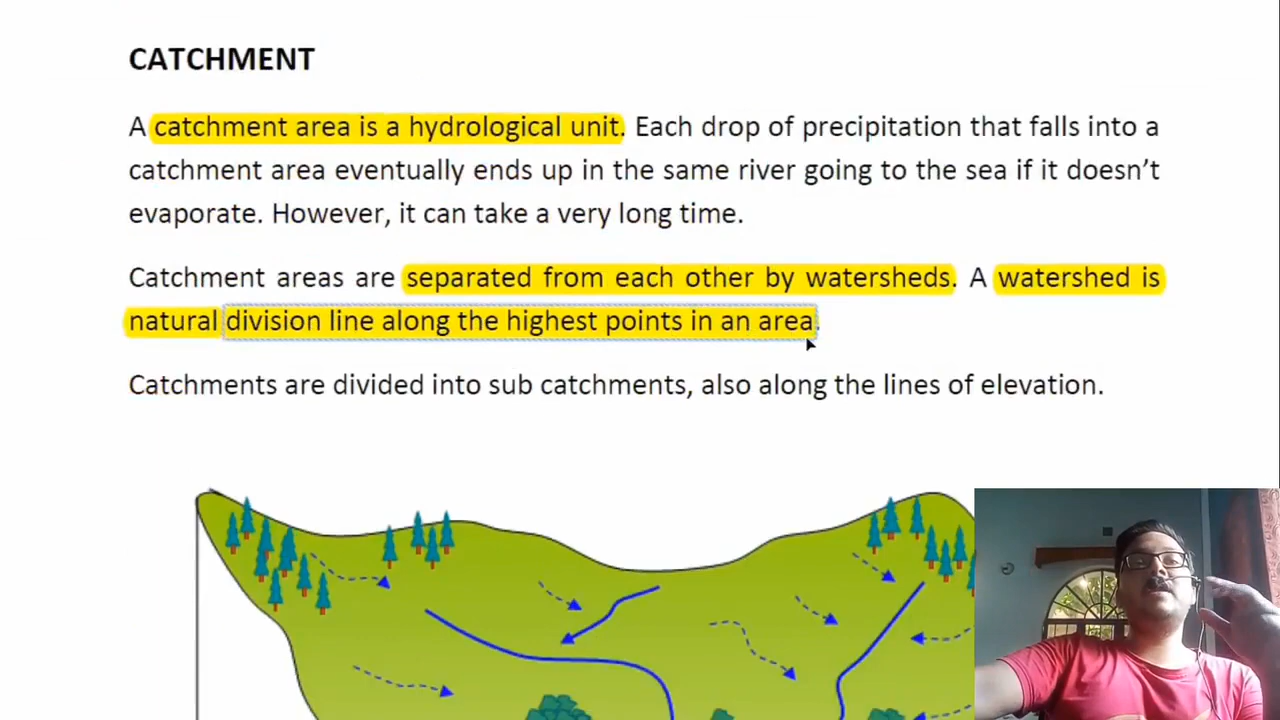 CATCHMENT
A catchment area is a hydrological unit. Each drop of precipitation that falls into a
catchment area eventually ends up in the same river going to the sea if it doesn’t
evaporate. However, it can take a very long time.
Catchment areas are separated from each other by watersheds. A watershed is
natural division line along the highest points in an area.
Catchments are divided into sub catchments, also along the lines of elevation.